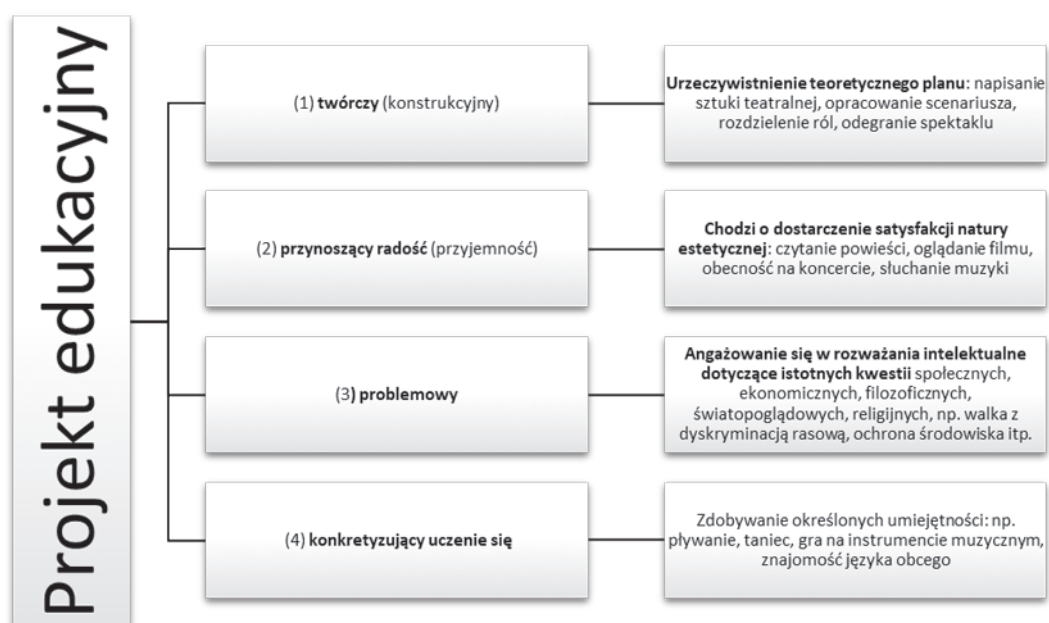 Projekt edukacyjny
(1) twórczy (konstrukcyjny)
Urzeczywistnienie teoretycznego planu: napisanie
sztuki teatralnej, opracowanie scenariusza,
rozdzielenie ról, odegranie spektaklu
(2) przynoszący radość (przyjemność)
Chodzi o dostarczenie satysfakcji natury
estetycznej: czytanie powieści, oglądanie filmu,
obecność na koncercie, słuchanie muzyki
(3) problemowy
Angażowanie się w rozważania intelektualne
dotyczące istotnych kwestii społecznych,
ekonomicznych, filozoficznych,
światopoglądowych, religijnych, np. walka z
dyskryminacją rasową, ochrona środowiska itp.
(4) konkretyzujący uczenie się
Zdobywanie określonych umiejętności: np.
pływanie, taniec, gra na instrumencie muzycznym,
znajomość języka obcego